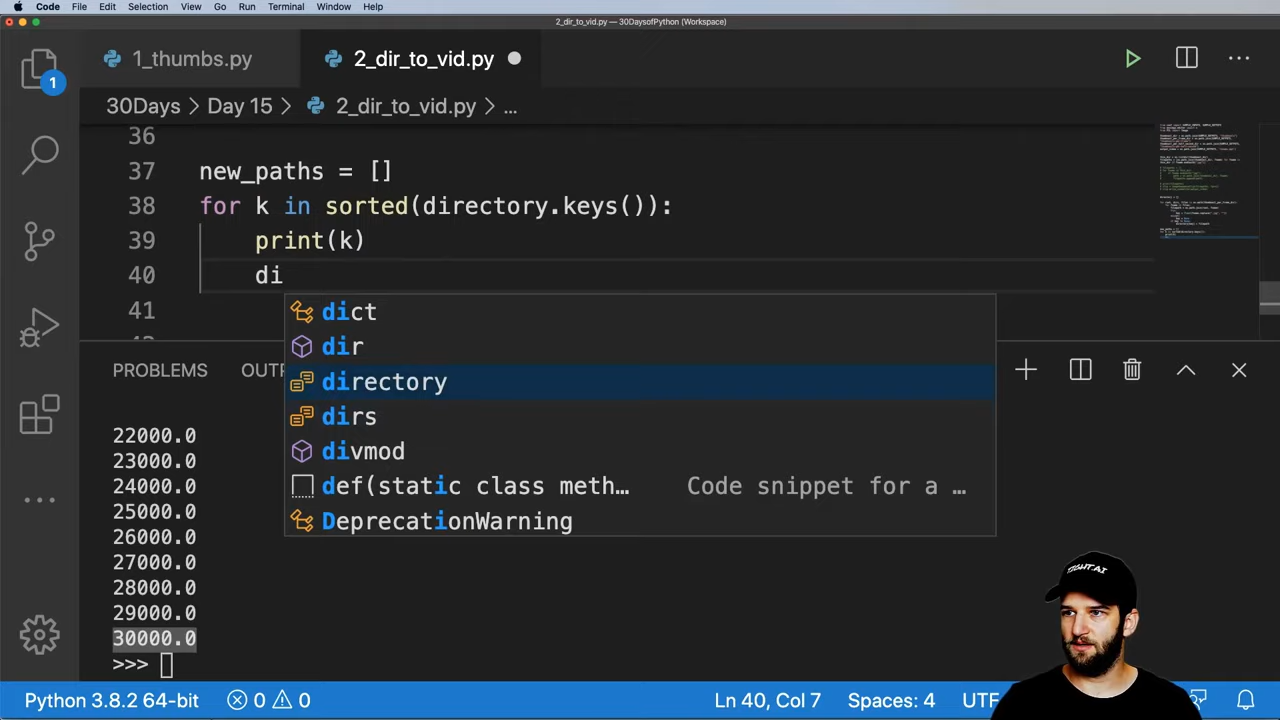 Code File Edit Selection View Go Run Terminal Window Help
2_dir_to_vid.py — 30DaysofPython (Workspace)
1_thumbs.py
2_dir_to_vid.py
1
30Days > Day 15 > 2_dir_to_vid.py > ...
36
37 new_paths = []
38 for k in sorted(directory.keys()):
39 print(k)
40 di
41
dict
dir
directory
dirs
divmod
def(static class meth… Code snippet for a …
DeprecationWarning
PROBLEMS OUT
22000.0
23000.0
24000.0
25000.0
26000.0
27000.0
28000.0
29000.0
30000.0
>>>
Python 3.8.2 64-bit 0 0 Ln 40, Col 7 Spaces: 4 UTF